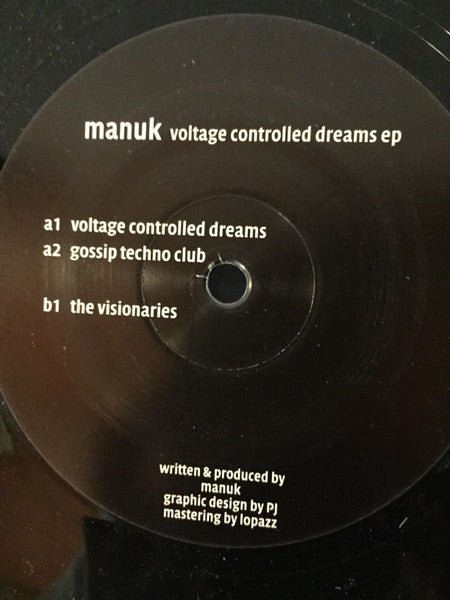 manuk voltage controlled dreams ep
a1 voltage controlled dreams
a2 gossip techno club
b1 the visionaries
written & produced by
manuk
graphic design by PJ
mastering by lopazz